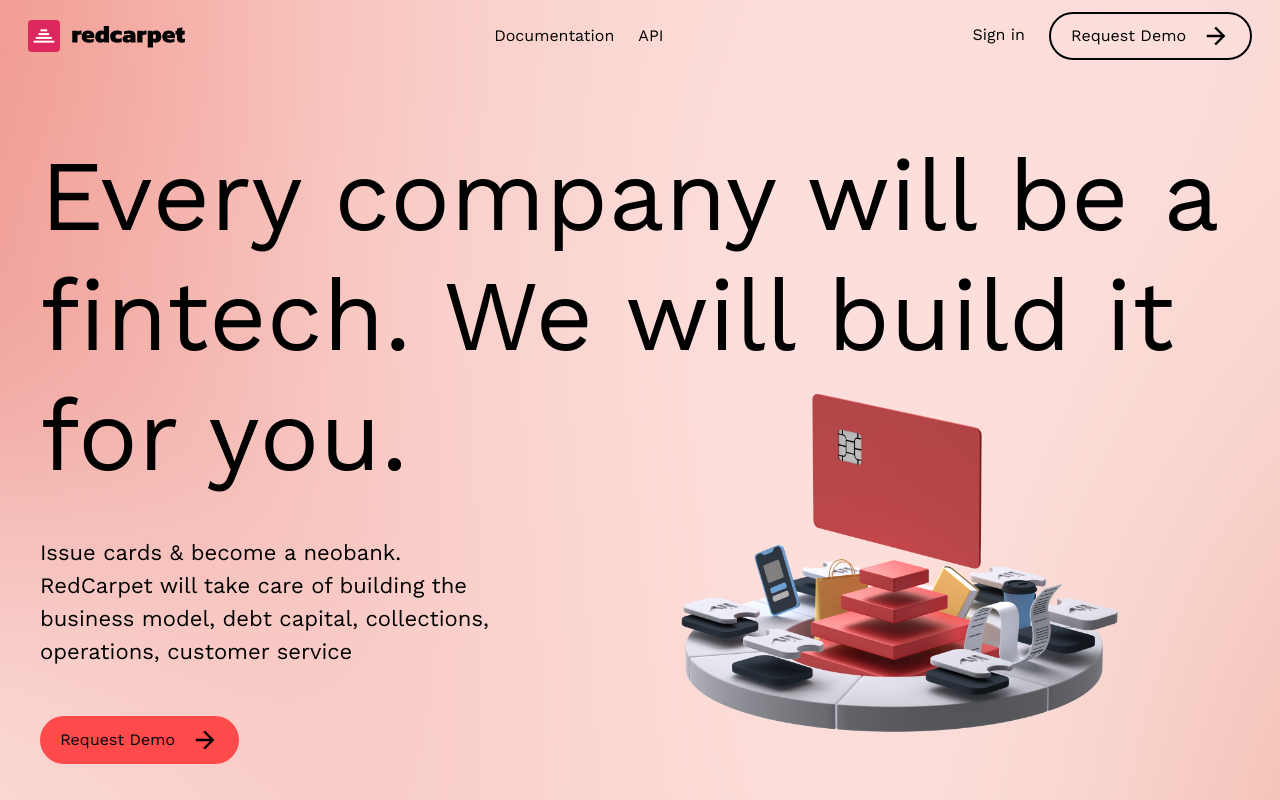 redcarpet
Documentation
API
Sign in
Request Demo
Every company will be a
fintech. We will build it
for you.
Issue cards & become a neobank.
RedCarpet will take care of building the
business model, debt capital, collections,
operations, customer service
Request Demo